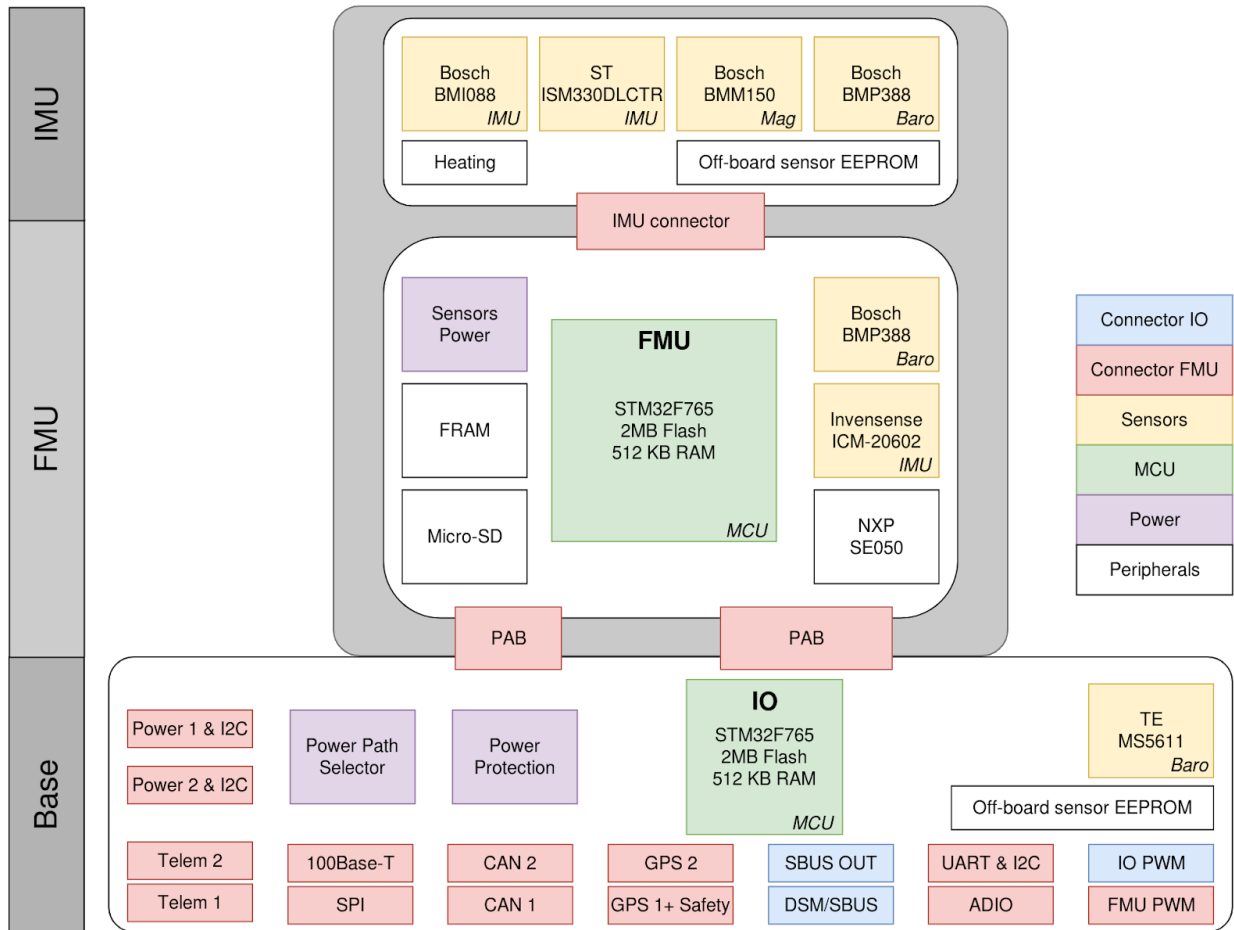 IMU
Bosch
BMI088
IMU
ST
ISM330DLCTR
IMU
Bosch
BMM150
Mag
Bosch
BMP388
Baro
Heating
Off-board sensor EEPROM
IMU connector
FMU
Sensors
Power
FRAM
Micro-SD
FMU
STM32F765
2MB Flash
512 KB RAM
MCU
Bosch
BMP388
Baro
Invensense
ICM-20602
IMU
NXP
SE050
Connector IO
Connector FMU
Sensors
MCU
Power
Peripherals
PAB
PAB
Base
Power 1 & I2C
Power 2 & I2C
Power Path
Selector
Power
Protection
IO
STM32F765
2MB Flash
512 KB RAM
MCU
TE
MS5611
Baro
Off-board sensor EEPROM
Telem 2
100Base-T
CAN 2
GPS 2
SBUS OUT
UART & I2C
IO PWM
Telem 1
SPI
CAN 1
GPS 1+ Safety
DSM/SBUS
ADIO
FMU PWM